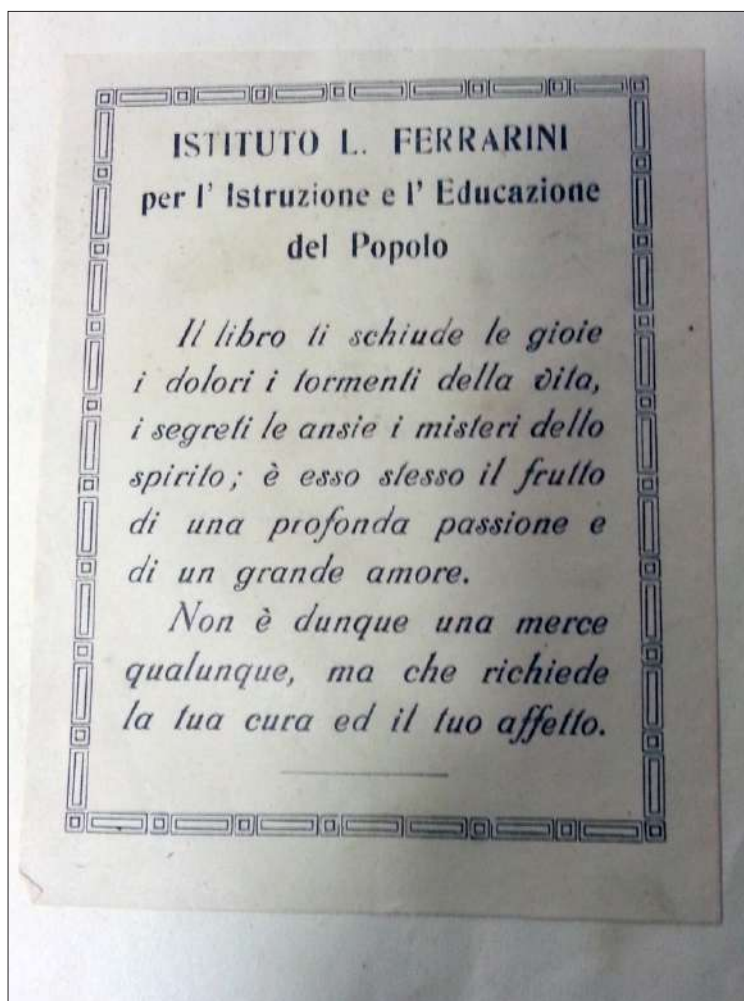 ISTITUTO L. FERRARINI
per l' Istruzione e l' Educazione
del Popolo
Il libro ti schiude le gioie
i dolori i tormenti della vita,
i segreti le ansie i misteri dello
spirito; è esso stesso il frutto
di una profonda passione e
di un grande amore.
Non è dunque una merce
qualunque, ma che richiede
la tua cura ed il tuo affetto.